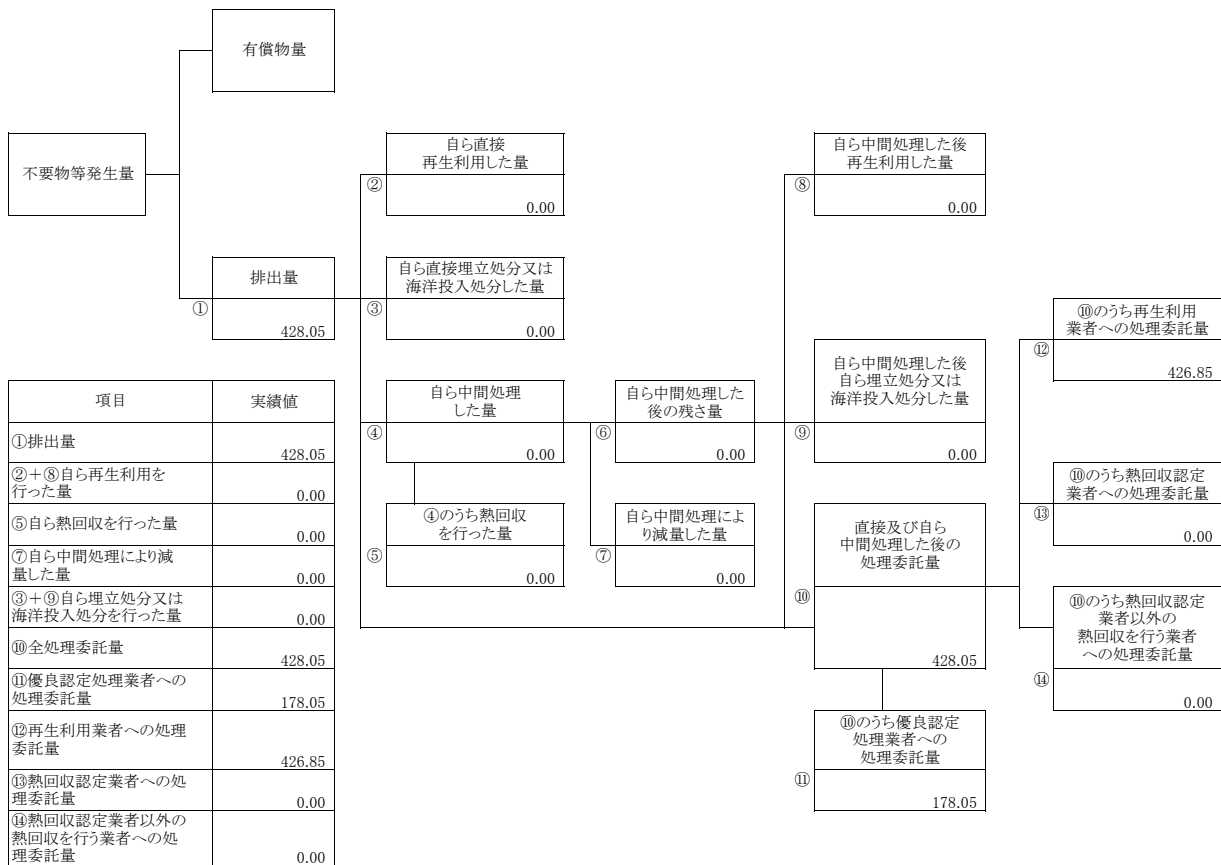 有償物量
不要物等発生量
自ら直接
再生利用した量
②
0.00
自ら中間処理した後
再生利用した量
⑧
0.00
排出量
①
428.05
自ら直接埋立処分又は
海洋投入処分した量
③
0.00
⑩のうち再生利用
業者への処理委託量
⑫
426.85
自ら中間処理
した量
④
0.00
自ら中間処理した
後の残さ量
⑥
0.00
自ら中間処理した後
自ら埋立処分又は
海洋投入処分した量
⑨
0.00
④のうち熱回収
を行った量
⑤
0.00
自ら中間処理によ
り減量した量
⑦
0.00
直接及び自ら
中間処理した後の
処理委託量
⑩
428.05
⑩のうち熱回収認定
業者への処理委託量
⑬
0.00
⑩のうち熱回収認定
業者以外の
熱回収を行う業者
への処理委託量
⑭
0.00
⑩のうち優良認定
処理業者への
処理委託量
⑪
178.05
項目 実績値
①排出量
428.05
②+⑧自ら再生利用を
行った量 0.00
⑤自ら熱回収を行った量
0.00
⑦自ら中間処理により減
量した量 0.00
③+⑨自ら埋立処分又は
海洋投入処分を行った量 0.00
⑩全処理委託量
428.05
⑪優良認定処理業者への
処理委託量 178.05
⑫再生利用業者への処理
委託量 426.85
⑬熱回収認定業者への処
理委託量 0.00
⑭熱回収認定業者以外の
熱回収を行う業者への処
理委託量 0.00